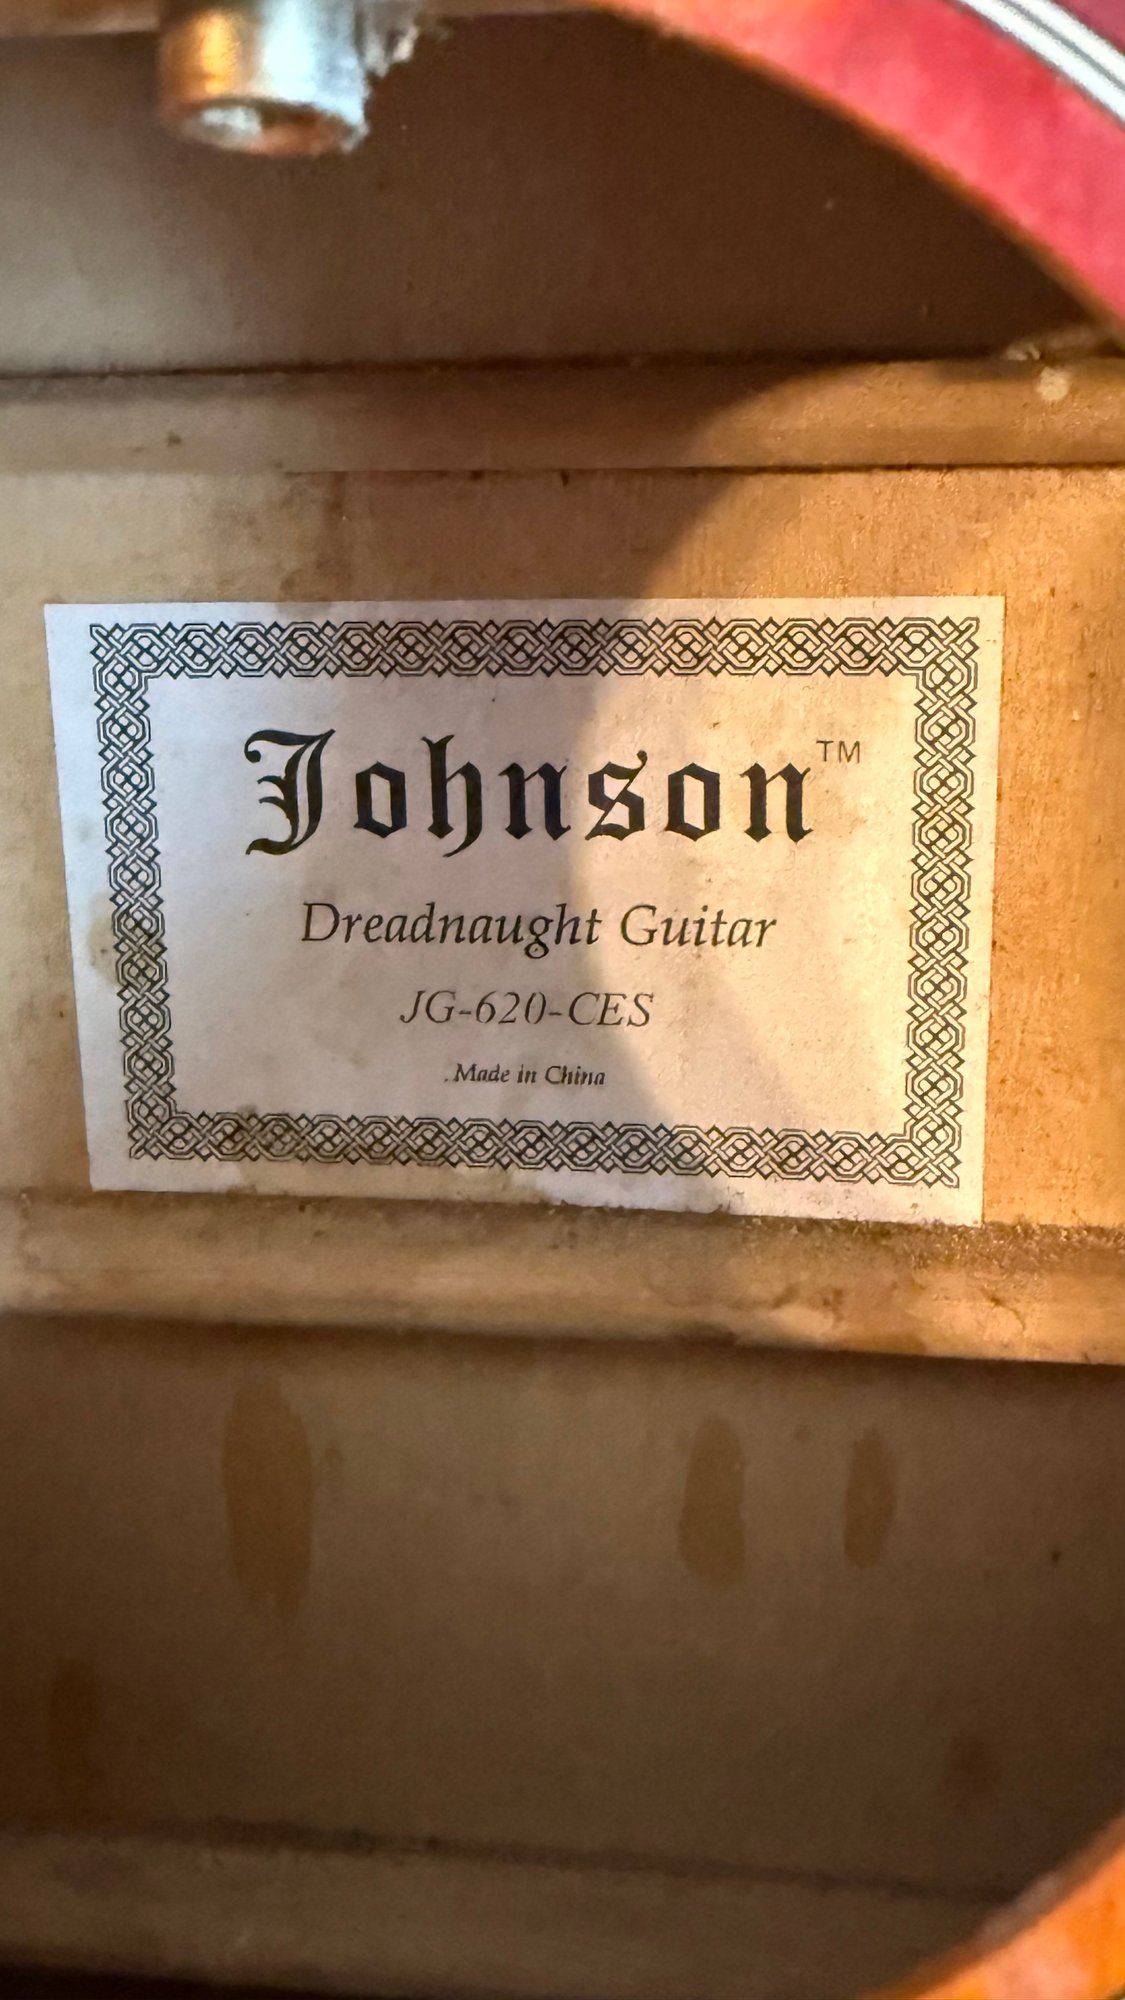 Johnson™
Dreadnaught Guitar
JG-620-CES
Made in China